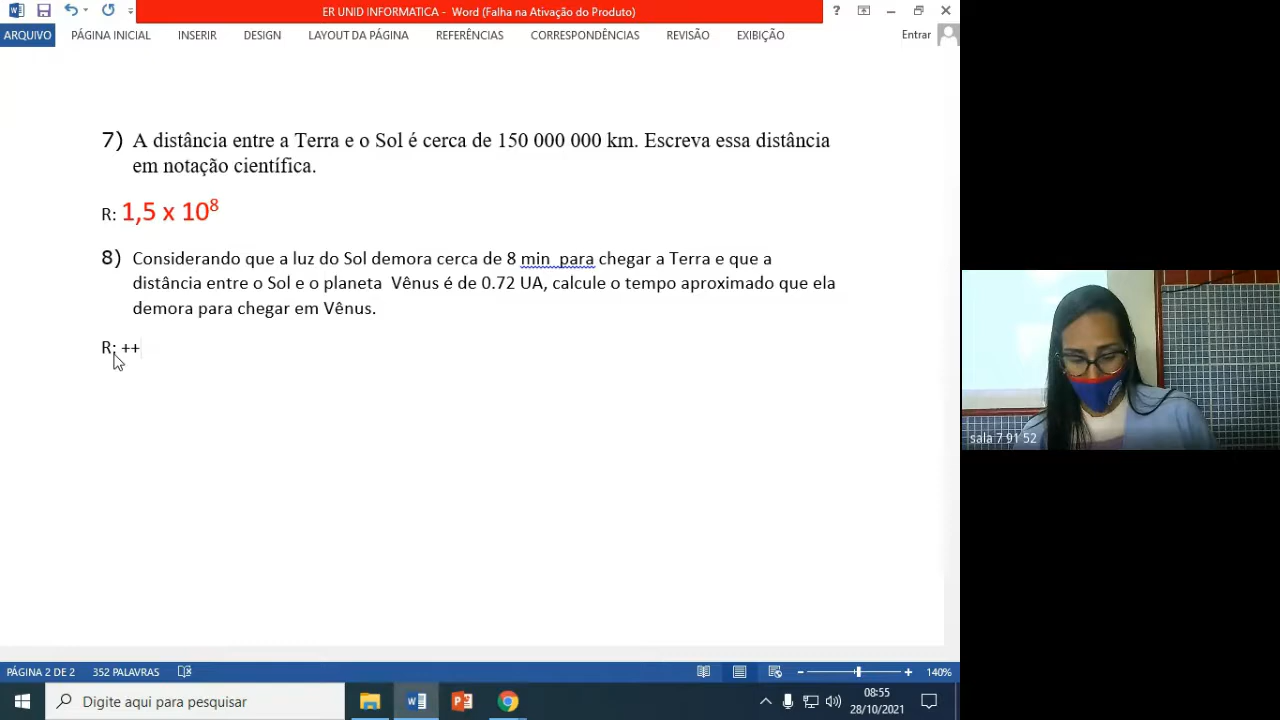 ER UNID INFORMATICA - Word (Falha na Ativação do Produto)
?
ARQUIVO PÁGINA INICIAL INSERIR DESIGN LAYOUT DA PÁGINA REFERÊNCIAS CORRESPONDÊNCIAS REVISÃO EXIBIÇÃO Entrar
7) A distância entre a Terra e o Sol é cerca de 150 000 000 km. Escreva essa distância
em notação científica.
R: 1,5 x 10⁸
8) Considerando que a luz do Sol demora cerca de 8 min para chegar a Terra e que a
distância entre o Sol e o planeta Vênus é de 0.72 UA, calcule o tempo aproximado que ela
demora para chegar em Vênus.
R: ++
sala 7 91 52
PÁGINA 2 DE 2 352 PALAVRAS 140%
Digite aqui para pesquisar
08:55
28/10/2021